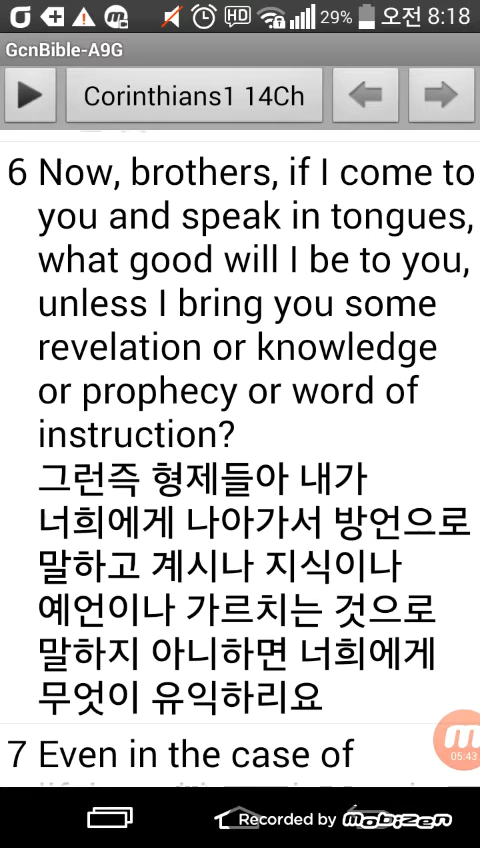 HD
29%
오전 8:18
GcnBible-A9G
Corinthians1 14Ch
6 Now, brothers, if I come to
you and speak in tongues,
what good will I be to you,
unless I bring you some
revelation or knowledge
or prophecy or word of
instruction?
그런즉 형제들아 내가
너희에게 나아가서 방언으로
말하고 계시나 지식이나
예언이나 가르치는 것으로
말하지 아니하면 너희에게
무엇이 유익하리요
7 Even in the case of
05:43
Recorded by mobizen